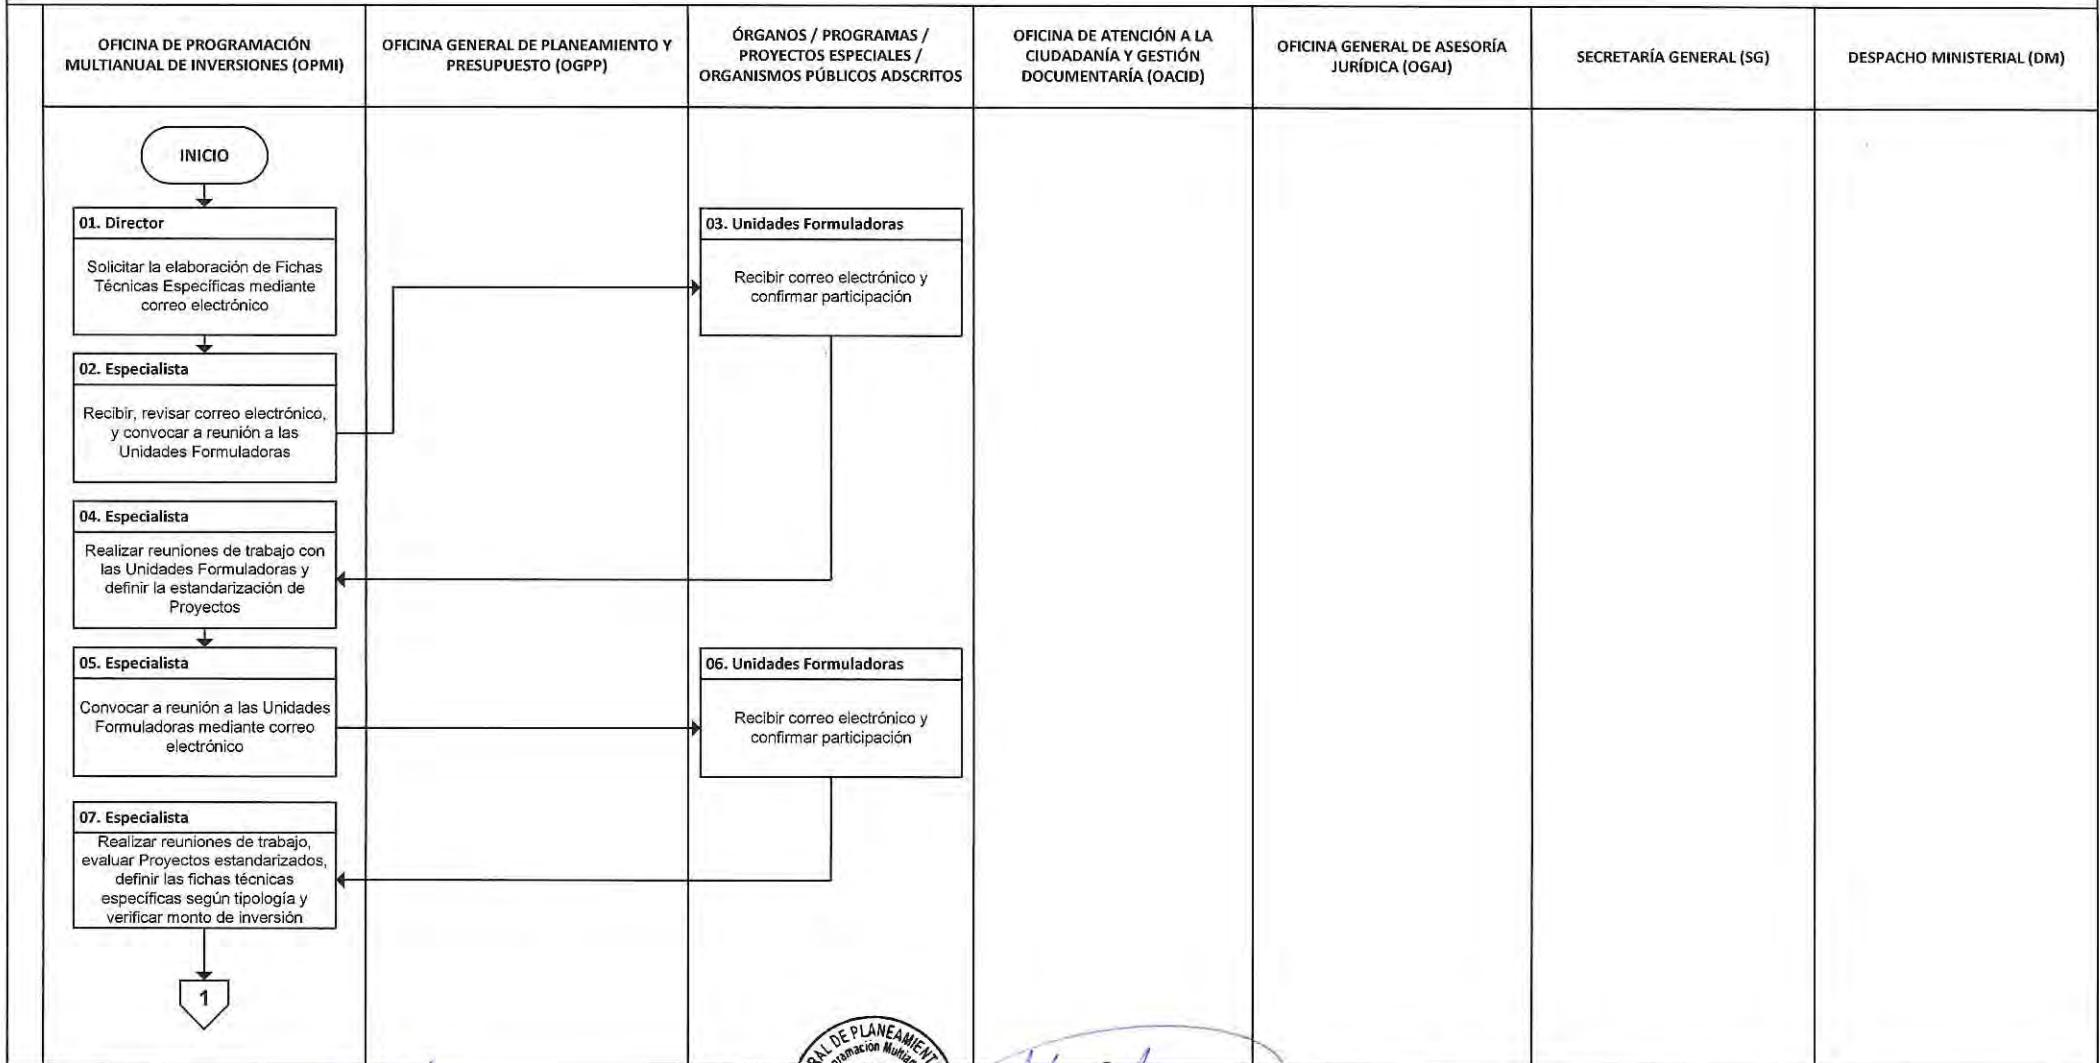 OFICINA DE PROGRAMACIÓN
MULTIANUAL DE INVERSIONES (OPMI)
OFICINA GENERAL DE PLANEAMIENTO Y
PRESUPUESTO (OGPP)
ÓRGANOS / PROGRAMAS /
PROYECTOS ESPECIALES /
ORGANISMOS PÚBLICOS ADSCRITOS
OFICINA DE ATENCIÓN A LA
CIUDADANÍA Y GESTIÓN
DOCUMENTARÍA (OACID)
OFICINA GENERAL DE ASESORÍA
JURÍDICA (OGAJ)
SECRETARÍA GENERAL (SG)
DESPACHO MINISTERIAL (DM)
INICIO
01. Director
Solicitar la elaboración de Fichas
Técnicas Específicas mediante
correo electrónico
02. Especialista
Recibir, revisar correo electrónico,
y convocar a reunión a las
Unidades Formuladoras
03. Unidades Formuladoras
Recibir correo electrónico y
confirmar participación
04. Especialista
Realizar reuniones de trabajo con
las Unidades Formuladoras y
definir la estandarización de
Proyectos
05. Especialista
Convocar a reunión a las Unidades
Formuladoras mediante correo
electrónico
06. Unidades Formuladoras
Recibir correo electrónico y
confirmar participación
07. Especialista
Realizar reuniones de trabajo,
evaluar Proyectos estandarizados,
definir las fichas técnicas
específicas según tipología y
verificar monto de inversión
1
DE PLANEAMIENT